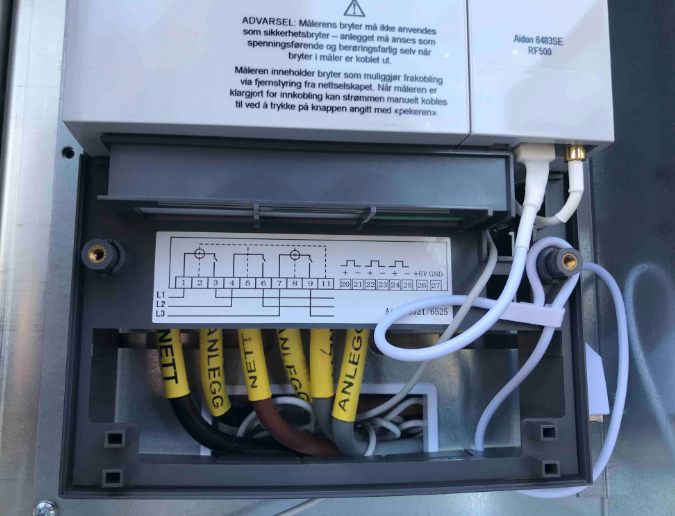 ADVARSEL: Målerens bryter må ikke anvendes
som sikkerhetsbryter – anlegget må anses som
spenningsførende og berøringsfarlig selv når
bryter i måler er koblet ut.
Måleren inneholder bryter som muliggjør frakobling
via fjernstyring fra nettselskapet. Når måleren er
klargjort for innkobling kan strømmen manuelt kobles
til ved å trykke på knappen angitt med «pekeren».
Aidon 6483SE
RF500
1 2 3 4 5 6 7 8 9 11
+ − + − + − +5V GND
20 21 22 23 24 25 26 27
L1
L2
L3
6521/6525
NETT
ANLEGG
NETT
ANLEGG
ANLEGG